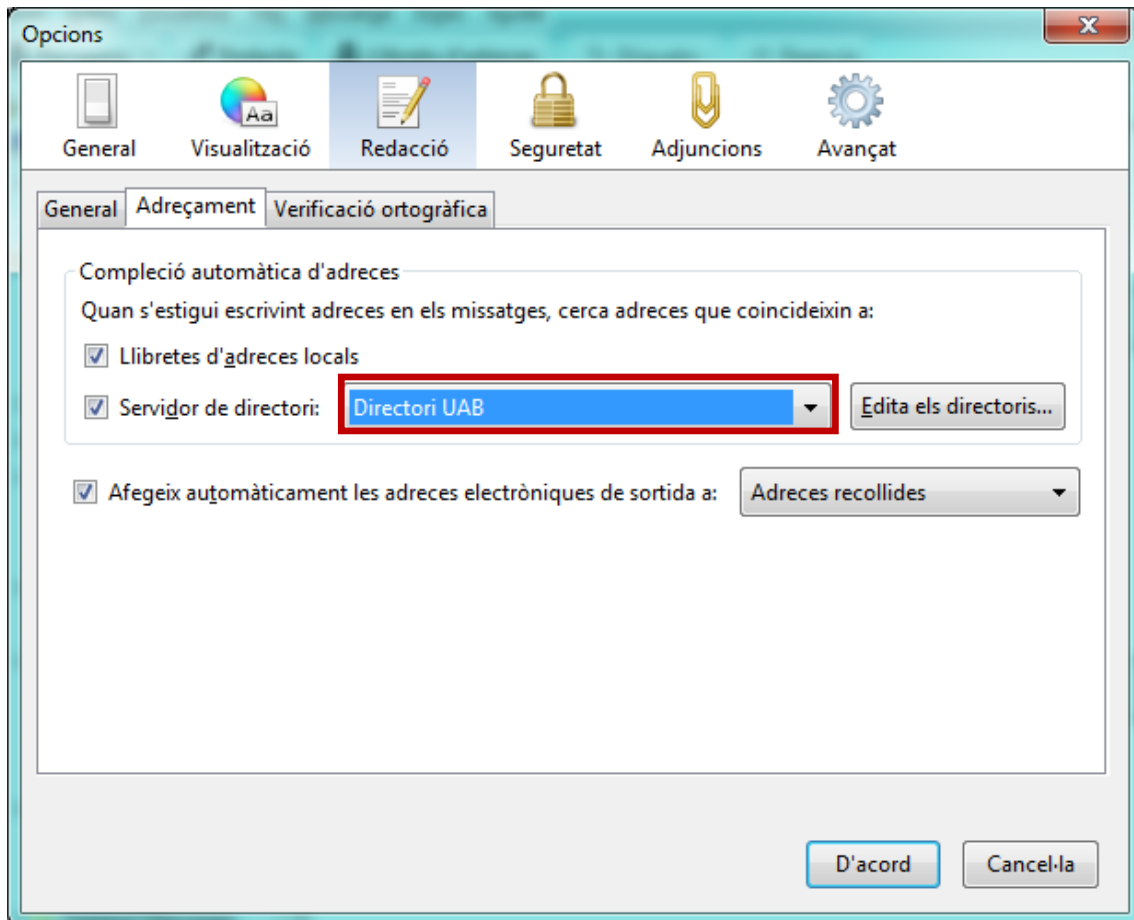 Opcions
Aa
General Visualització Redacció Seguretat Adjuncions Avançat
General Adreçament Verificació ortogràfica
Compleció automàtica d'adreces
Quan s'estigui escrivint adreces en els missatges, cerca adreces que coincideixin a:
Llibretes d'adreces locals
Servidor de directori: Directori UAB Edita els directoris...
Afegeix automàticament les adreces electròniques de sortida a: Adreces recollides
D'acord Cancel·la